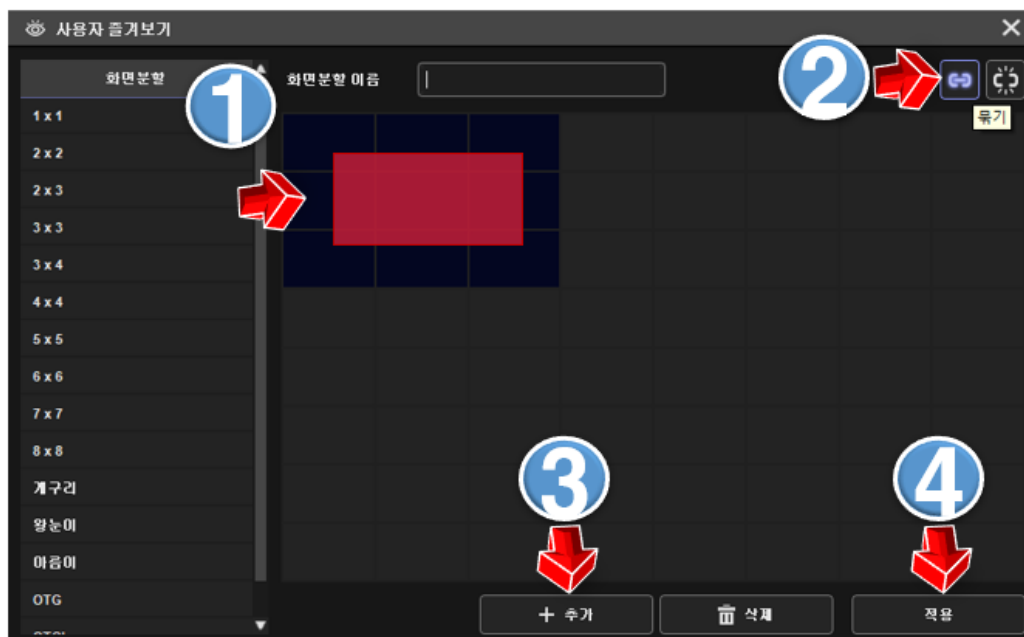 사용자 즐겨보기
화면분할
화면분할 이름
1 x 1
2 x 2
2 x 3
3 x 3
3 x 4
4 x 4
5 x 5
6 x 6
7 x 7
8 x 8
개구리
왕눈이
아름이
OTG
묶기
1
2
3
4
+ 추가
삭제
적용